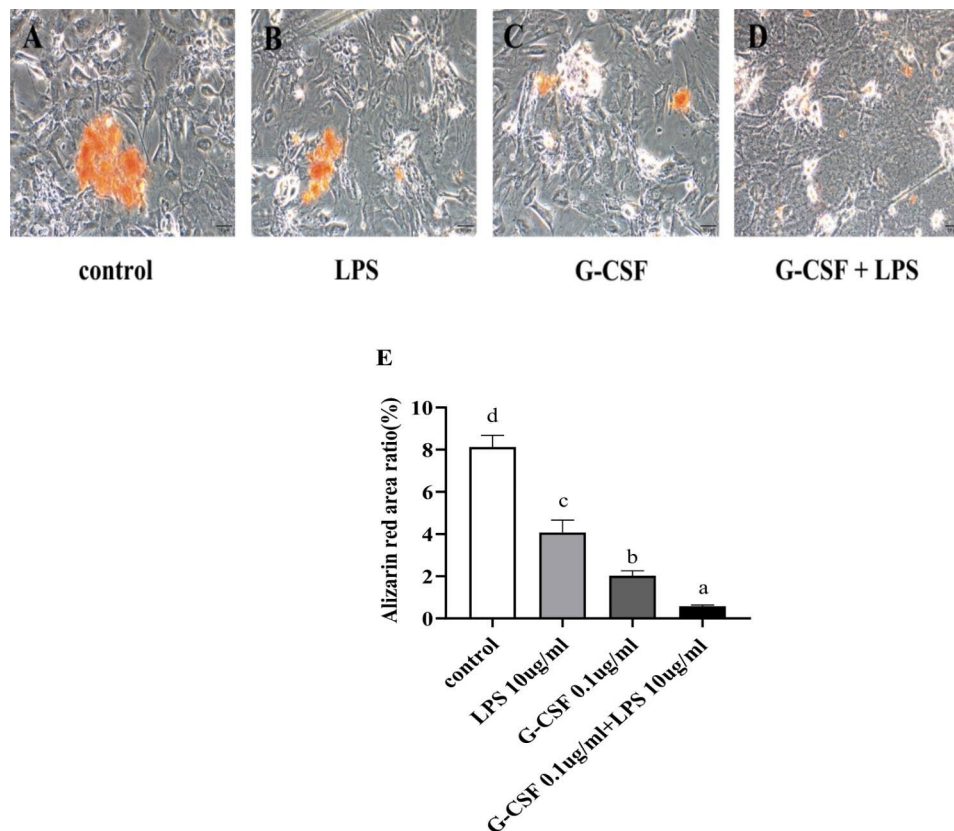 A B C D
control LPS G-CSF G-CSF + LPS
E
Alizarin red area ratio(%)
10
8
6
4
2
0
d
c
b
a
control
LPS 10ug/ml
G-CSF 0.1ug/ml
G-CSF 0.1ug/ml+LPS 10ug/ml